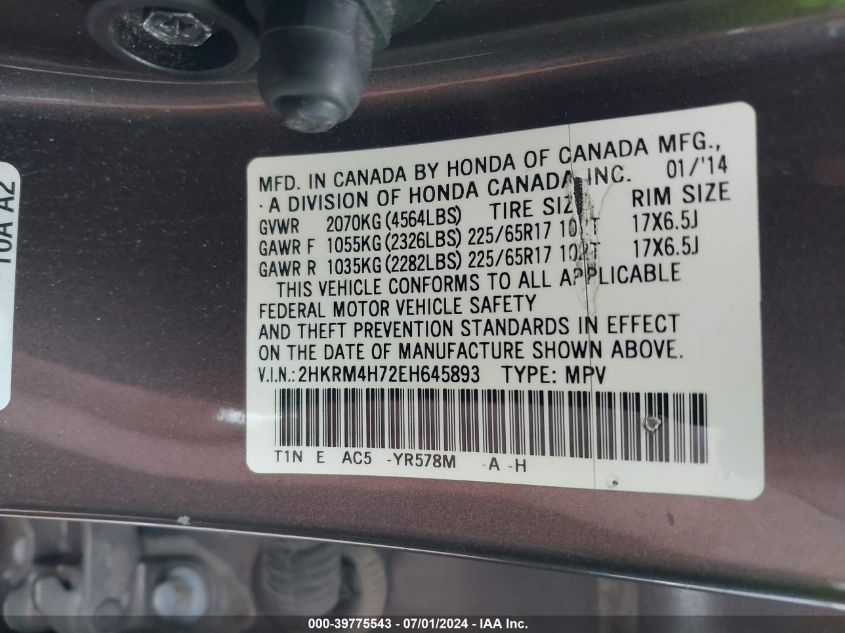 10A A2
MFD. IN CANADA BY HONDA OF CANADA MFG.,
· A DIVISION OF HONDA CANADA, INC. 01/'14
GVWR 2070KG (4564LBS) TIRE SIZ RIM SIZE
GAWR F 1055KG (2326LBS) 225/65R17 17X6.5J
GAWR R 1035KG (2282LBS) 225/65R17 17X6.5J
THIS VEHICLE CONFORMS TO ALL APPLICABLE
FEDERAL MOTOR VEHICLE SAFETY
AND THEFT PREVENTION STANDARDS IN EFFECT
ON THE DATE OF MANUFACTURE SHOWN ABOVE.
V.I.N.: 2HKRM4H72EH645893 TYPE: MPV
T1N E AC5 -YR578M -A -H
000-39775543 - 07/01/2024 - IAA Inc.